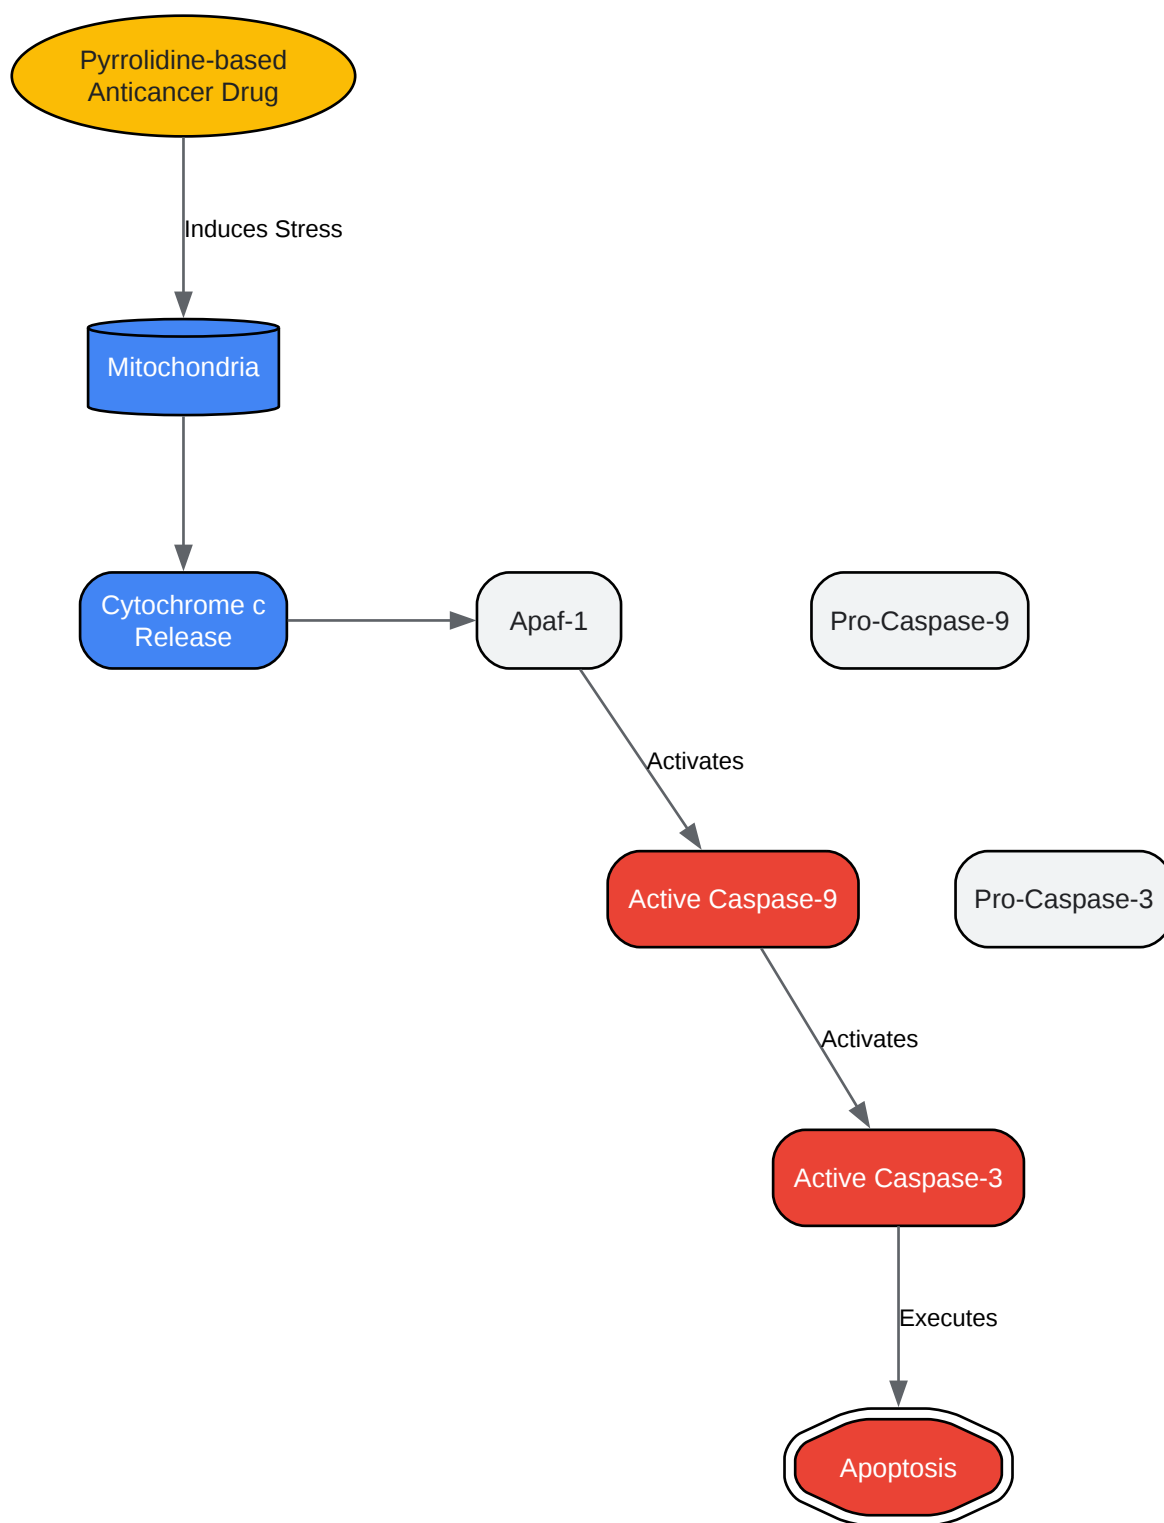 Pyrrolidine-based
Anticancer Drug
Induces Stress
Mitochondria
Cytochrome c
Release
Apaf-1
Pro-Caspase-9
Activates
Active Caspase-9
Pro-Caspase-3
Activates
Active Caspase-3
Executes
Apoptosis